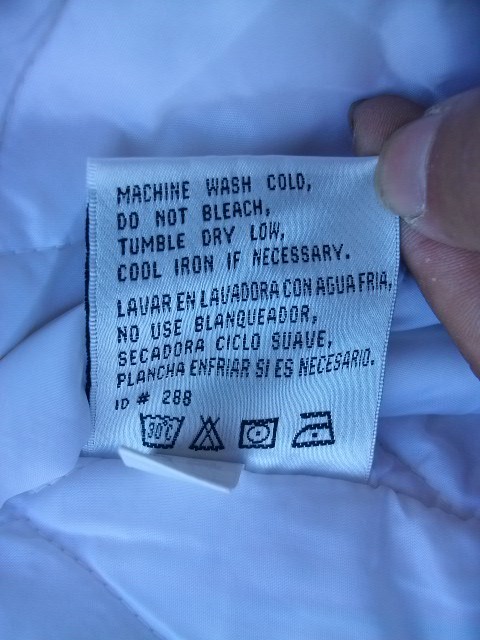 MACHINE WASH COLD,
DO NOT BLEACH,
TUMBLE DRY LOW,
COOL IRON IF NECESSARY.
LAVAR EN LAVADORA CON AGUA FRIA,
NO USE BLANQUEADOR,
SECADORA CICLO SUAVE,
PLANCHA ENFRIAR SI ES NECESARIO.
ID # 288
30℃